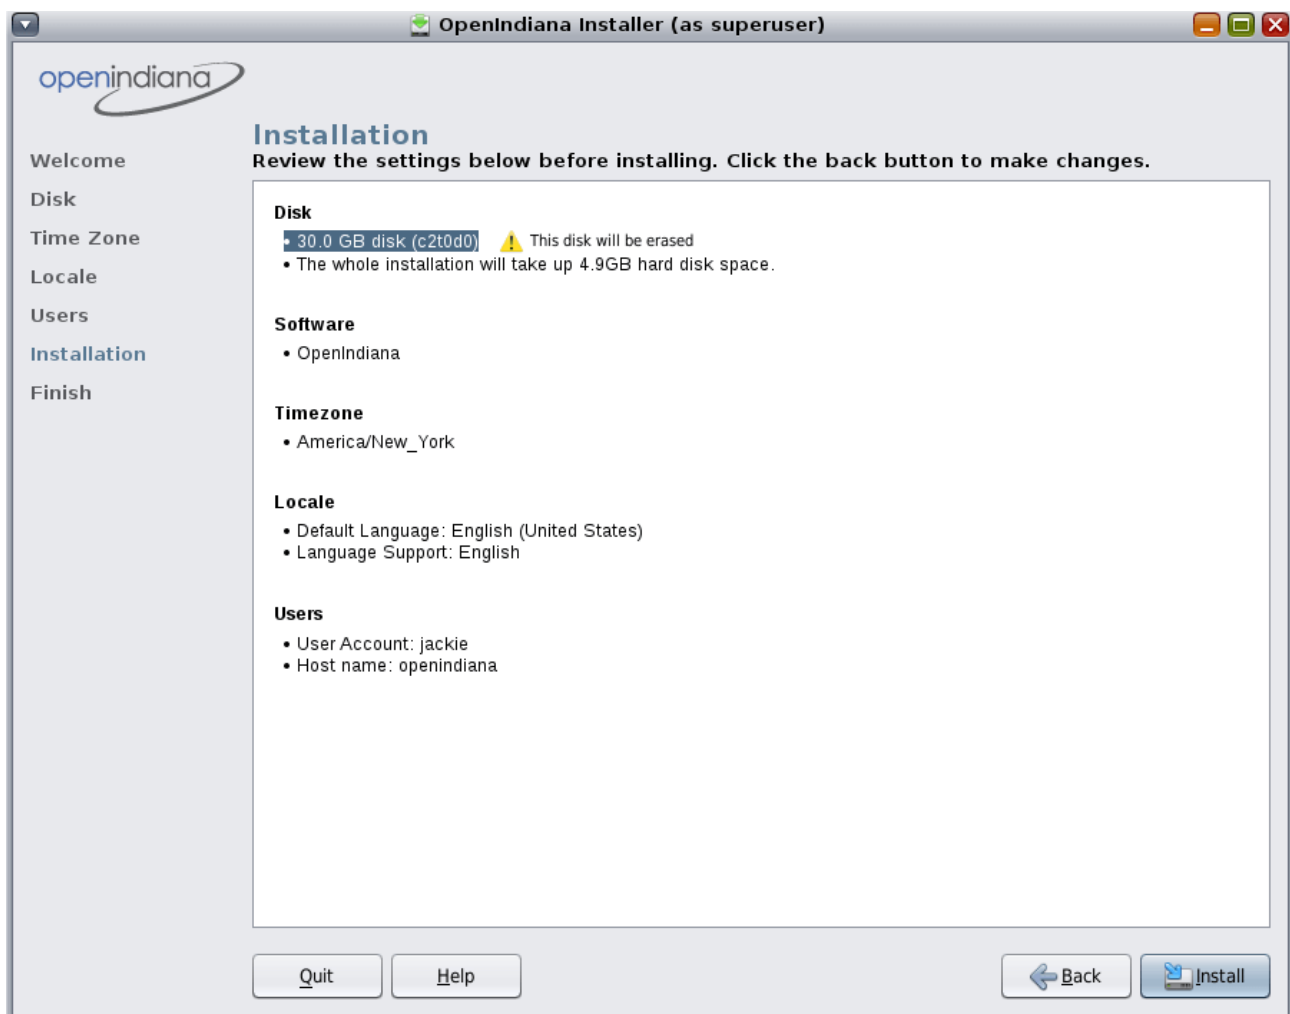 OpenIndiana Installer (as superuser)
openindiana
Welcome
Disk
Time Zone
Locale
Users
Installation
Finish
Installation
Review the settings below before installing. Click the back button to make changes.
Disk
• 30.0 GB disk (c2t0d0) This disk will be erased
• The whole installation will take up 4.9GB hard disk space.
Software
• OpenIndiana
Timezone
• America/New_York
Locale
• Default Language: English (United States)
• Language Support: English
Users
• User Account: jackie
• Host name: openindiana
Quit
Help
Back
Install